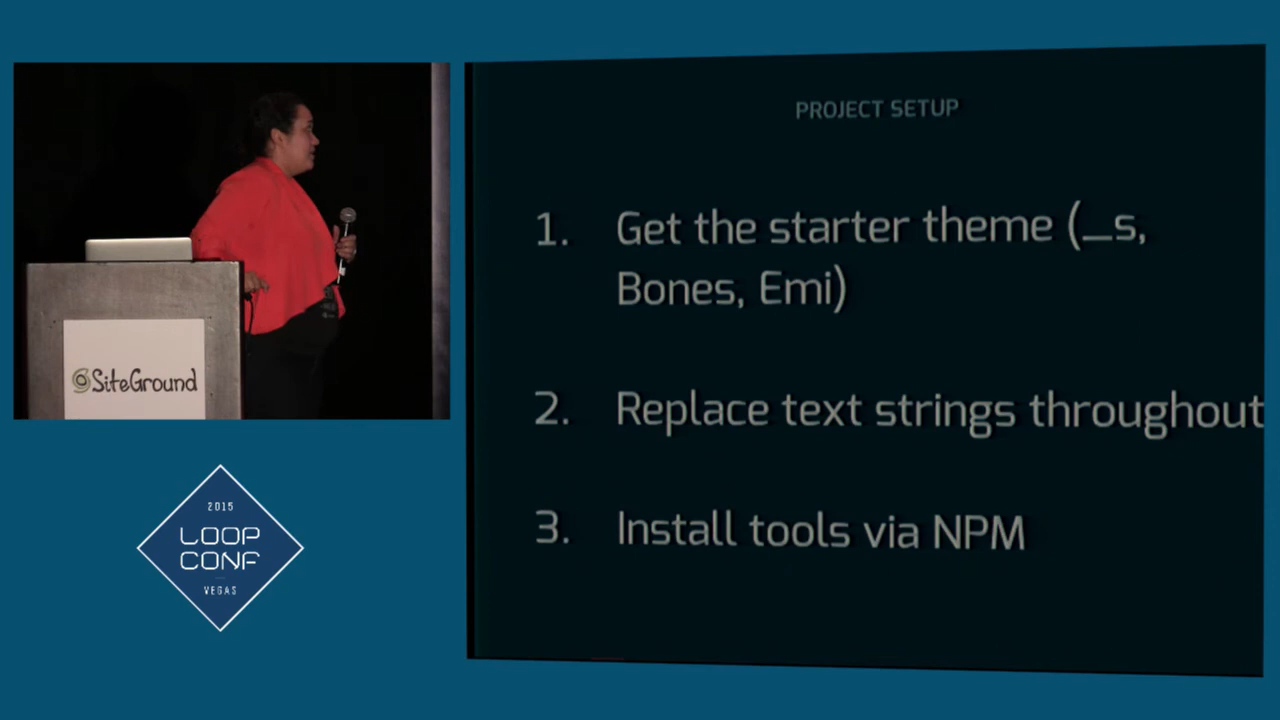 PROJECT SETUP
1. Get the starter theme (_s,
Bones, Emi)
2. Replace text strings throughout
3. Install tools via NPM
SiteGround
2015
LOOP
CONF
VEGAS